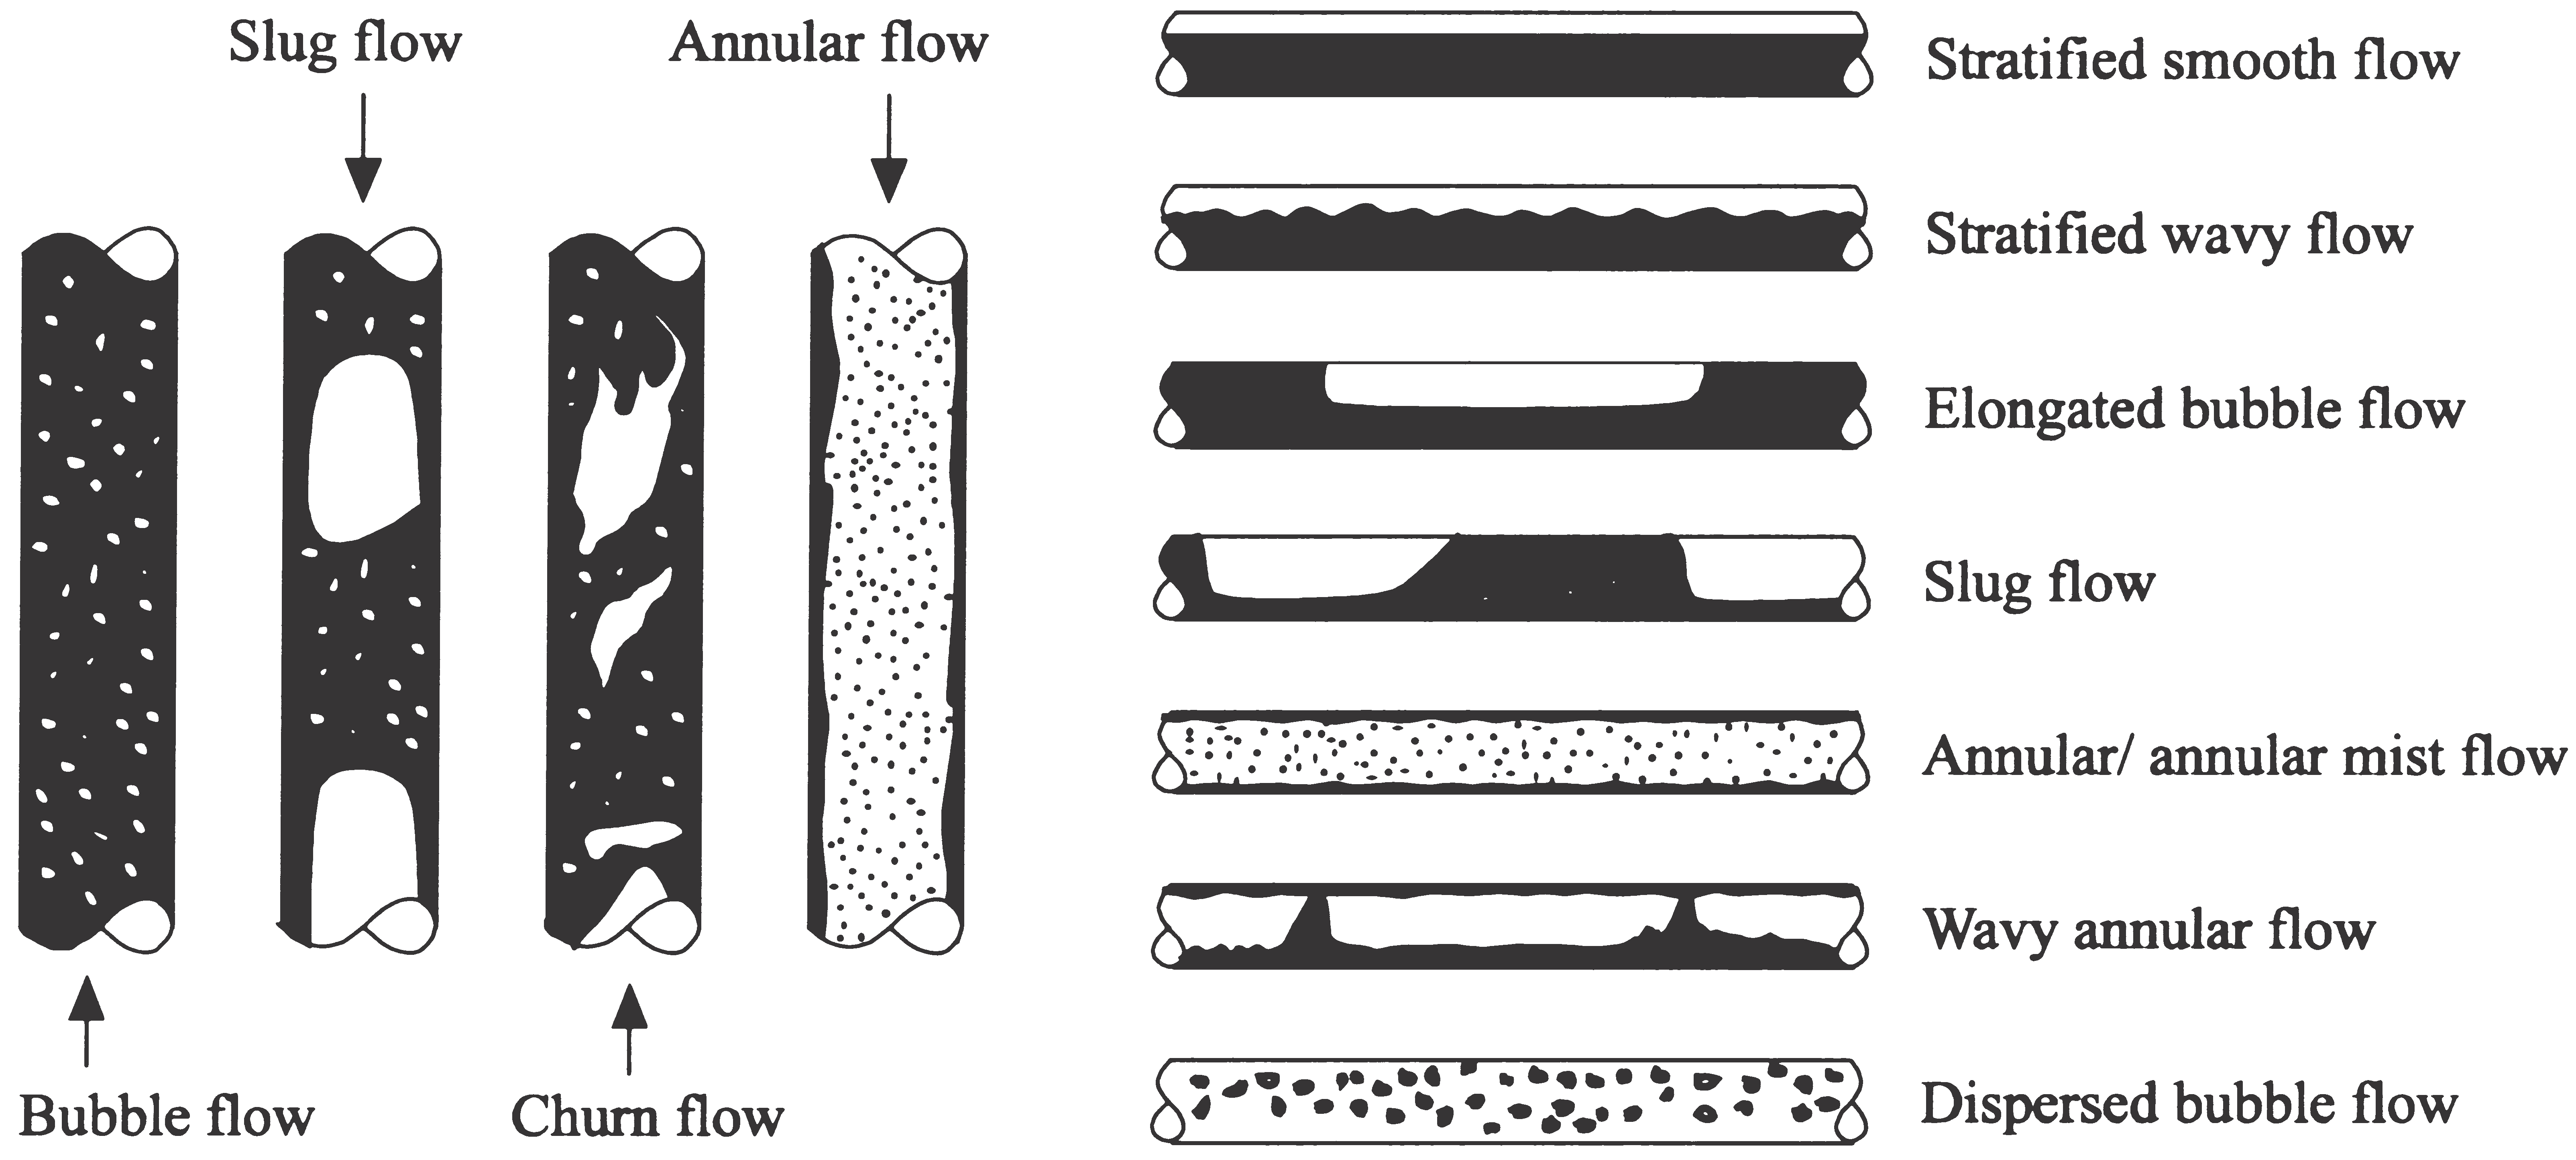 Slug flow
Annular flow
Bubble flow
Churn flow
Stratified smooth flow
Stratified wavy flow
Elongated bubble flow
Slug flow
Annular/ annular mist flow
Wavy annular flow
Dispersed bubble flow